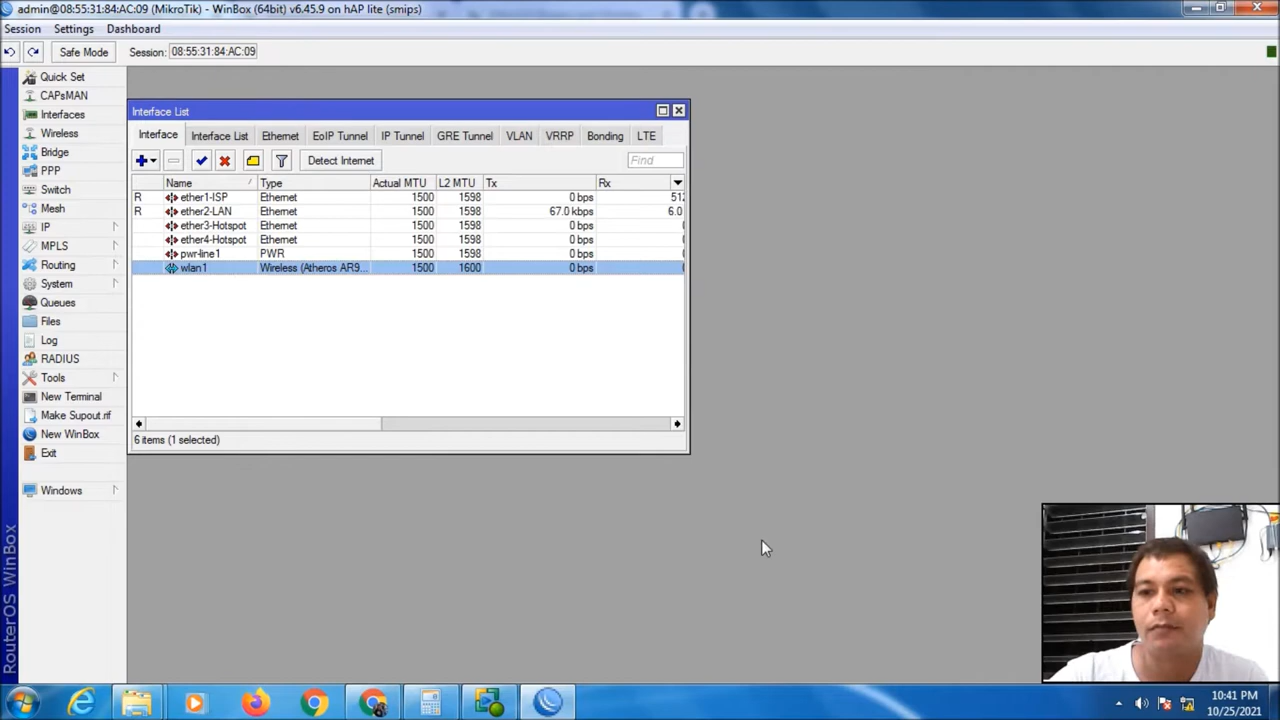 admin@08:55:31:84:AC:09 (MikroTik) - WinBox (64bit) v6.45.9 on hAP lite (smips)
Session Settings Dashboard
Safe Mode Session: 08:55:31:84:AC:09
Quick Set
CAPsMAN
Interfaces
Wireless
Bridge
PPP
Switch
Mesh
IP
MPLS
Routing
System
Queues
Files
Log
RADIUS
Tools
New Terminal
Make Supout.rif
New WinBox
Exit
Windows
RouterOS WinBox
Interface List
Interface Interface List Ethernet EoIP Tunnel IP Tunnel GRE Tunnel VLAN VRRP Bonding LTE
Detect Internet Find
Name Type Actual MTU L2 MTU Tx Rx
R ether1-ISP Ethernet 1500 1598 0 bps 512
R ether2-LAN Ethernet 1500 1598 67.0 kbps 6.0
ether3-Hotspot Ethernet 1500 1598 0 bps
ether4-Hotspot Ethernet 1500 1598 0 bps
pwr-line1 PWR 1500 1598 0 bps
wlan1 Wireless (Atheros AR9... 1500 1600 0 bps
6 items (1 selected)
10:41 PM
10/25/2021